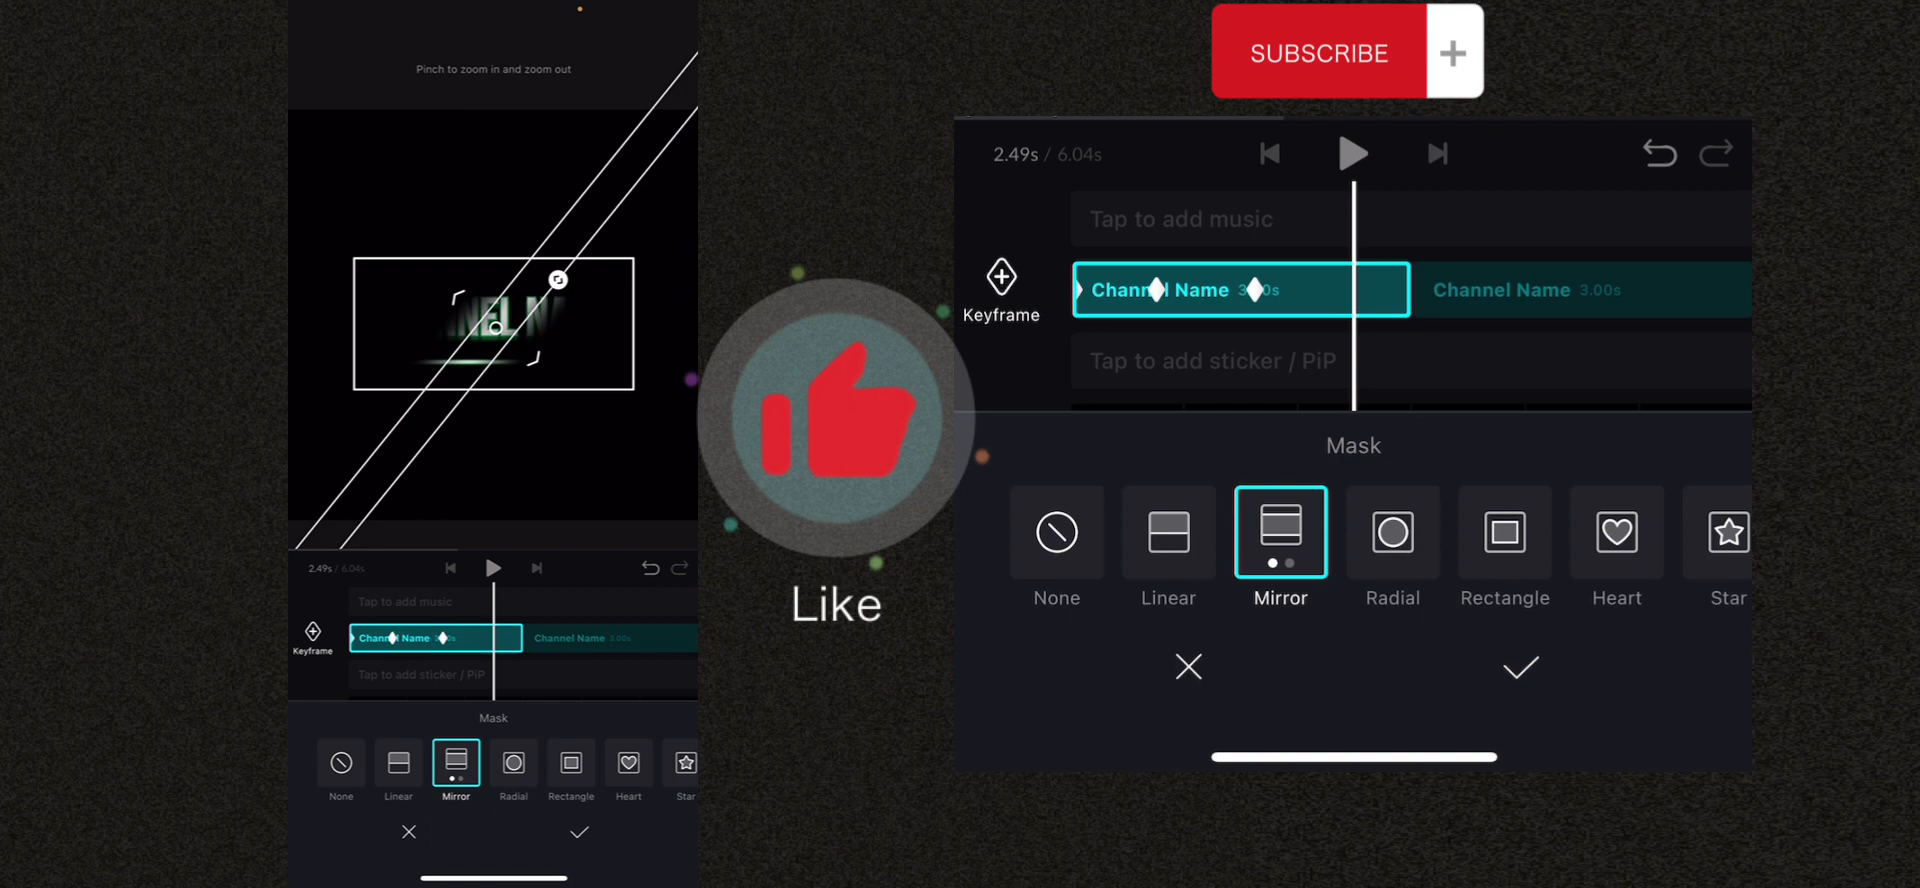 Pinch to zoom in and zoom out
NEL N
2.49s / 6.04s
Tap to add music
Keyframe
Channel Name
Channel Name 3.00s
Tap to add sticker / PiP
Mask
None
Linear
Mirror
Radial
Rectangle
Heart
Star
Like
SUBSCRIBE
2.49s / 6.04s
Tap to add music
Keyframe
Channel Name
Channel Name 3.00s
Tap to add sticker / PiP
Mask
None
Linear
Mirror
Radial
Rectangle
Heart
Star